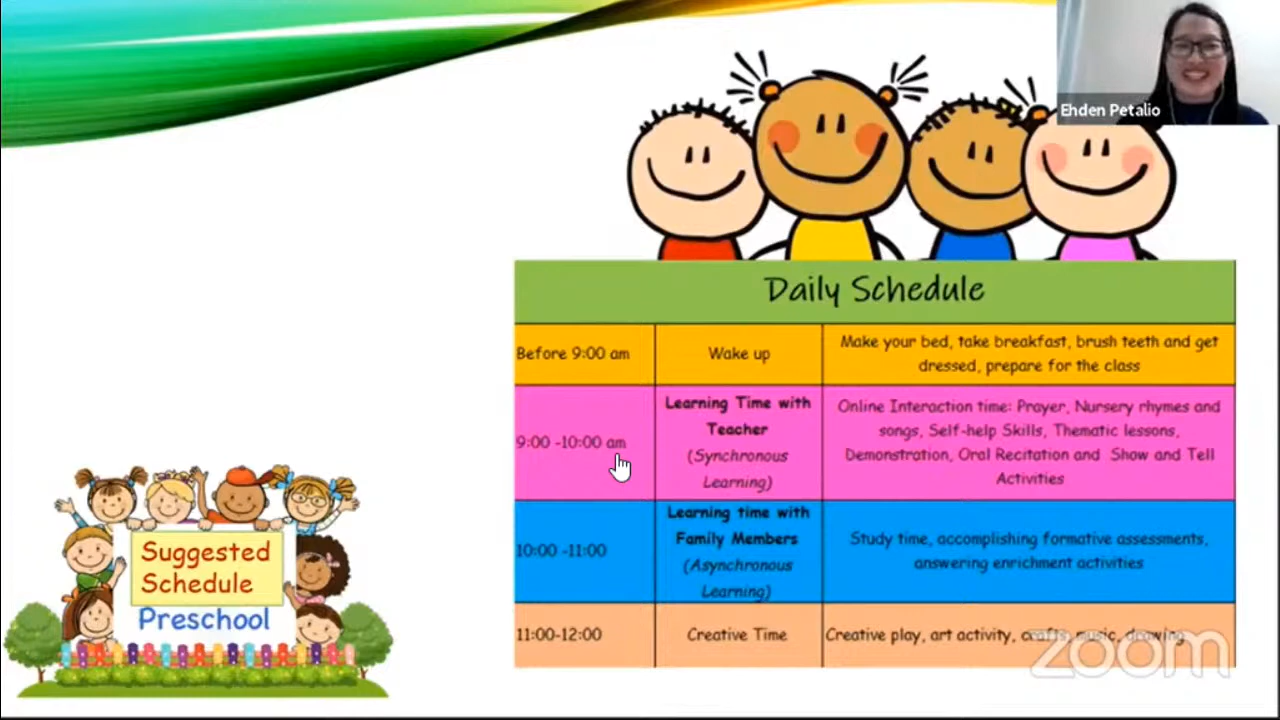 Ehden Petalio
Daily Schedule
Before 9:00 am
Wake up
Make your bed, take breakfast, brush teeth and get
dressed, prepare for the class
9:00 -10:00 am
Learning Time with
Teacher
(Synchronous
Learning)
Online Interaction time: Prayer, Nursery rhymes and
songs, Self-help Skills, Thematic lessons,
Demonstration, Oral Recitation and Show and Tell
Activities
10:00 -11:00
Learning time with
Family Members
(Asynchronous
Learning)
Study time, accomplishing formative assessments,
answering enrichment activities
11:00-12:00
Creative Time
Creative play, art activity, crafts, music, drawing
Suggested
Schedule
Preschool
zoom